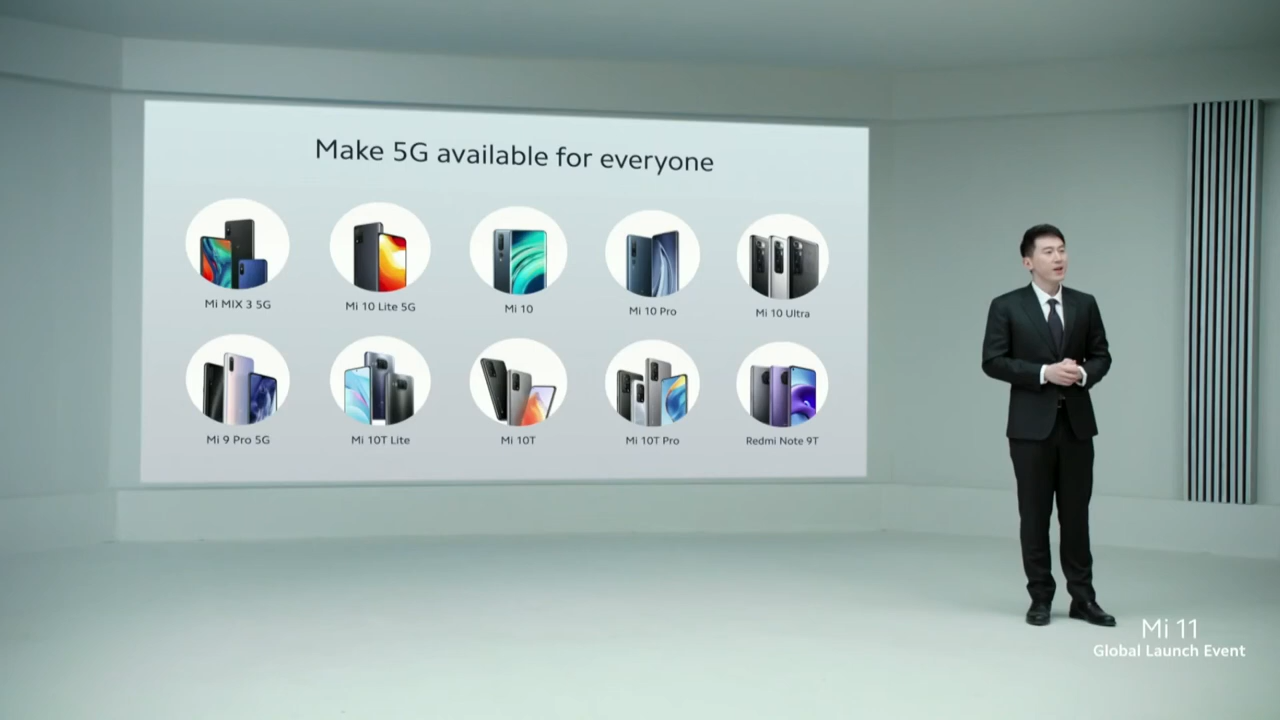 Make 5G available for everyone
Mi MIX 3 5G
Mi 10 Lite 5G
Mi 10
Mi 10 Pro
Mi 10 Ultra
Mi 9 Pro 5G
Mi 10T Lite
Mi 10T
Mi 10T Pro
Redmi Note 9T
Mi 11
Global Launch Event